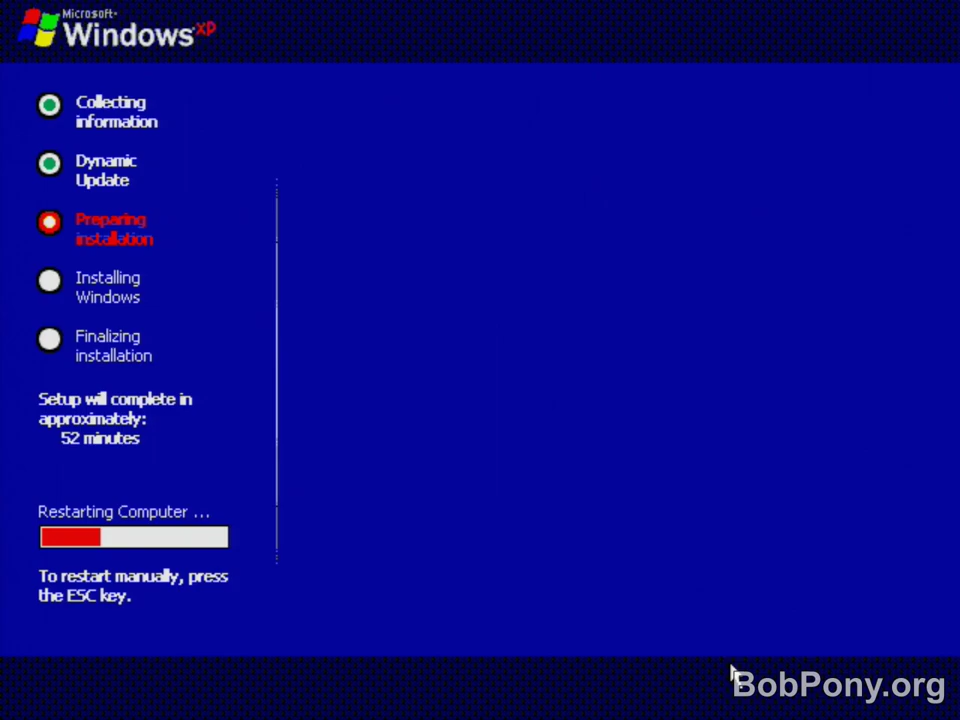 Microsoft
Windows XP
Collecting
information
Dynamic
Update
Preparing
installation
Installing
Windows
Finalizing
installation
Setup will complete in
approximately:
52 minutes
Restarting Computer ...
To restart manually, press
the ESC key.
BobPony.org